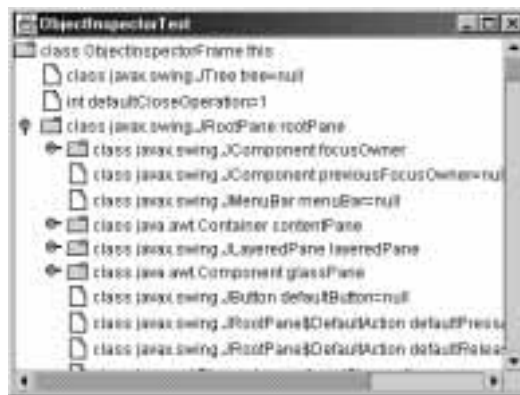 ObjectInspectorTest
class ObjectInspectorFrame this
class javax.swing.JTree tree=null
int defaultCloseOperation=1
class javax.swing.JRootPane rootPane
class javax.swing.JComponent focusOwner
class javax.swing.JComponent previousFocusOwner=nul
class javax.swing.JMenuBar menuBar=null
class java.awt.Container contentPane
class javax.swing.JLayeredPane layeredPane
class java.awt.Component glassPane
class javax.swing.JButton defaultButton=null
class javax.swing.JRootPane$DefaultAction defaultPress
class javax.swing.JRootPane$DefaultAction defaultRelea